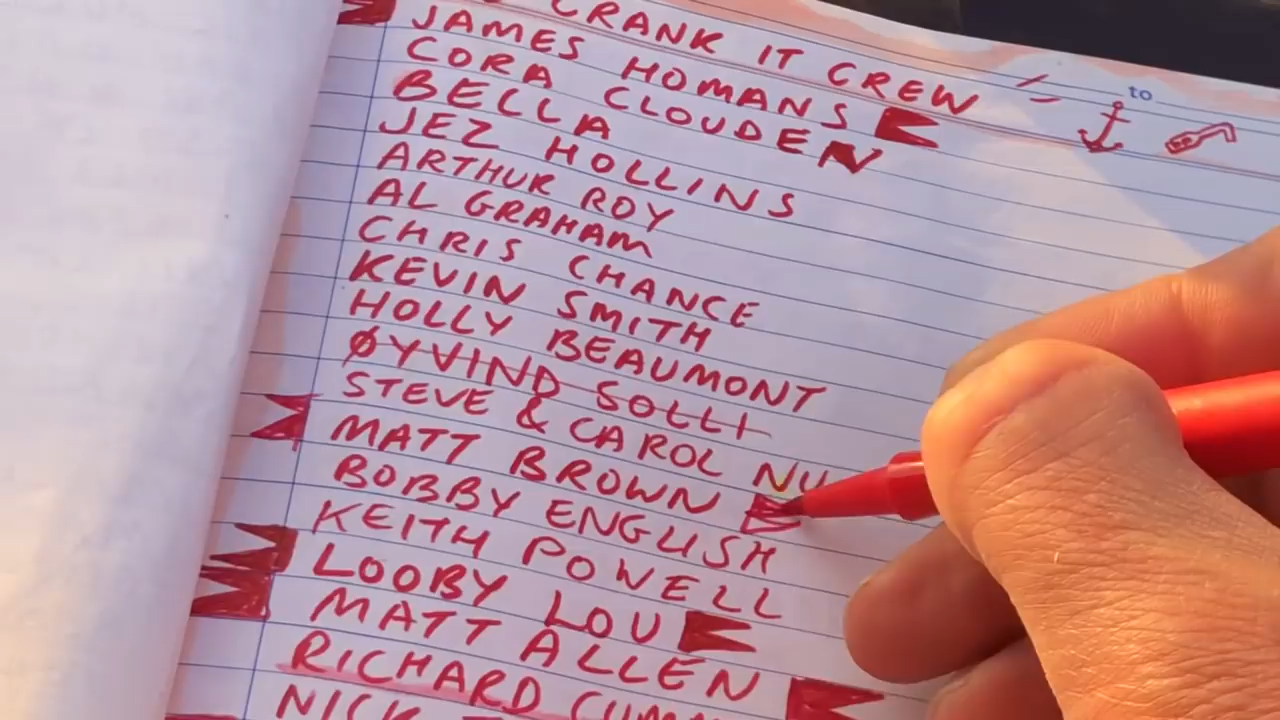 CRANK IT CREW
to
JAMES HOMANS
CORA CLOUDEN
BELLA
JEZ HOLLINS
ARTHUR ROY
AL GRAHAM
CHRIS CHANCE
KEVIN SMITH
HOLLY BEAUMONT
ØYVIND SOLLI
STEVE & CAROL
MATT BROWN
BOBBY ENGLISH
KEITH POWELL
LOOBY LOU
MATT ALLEN
RICHARD
NICK